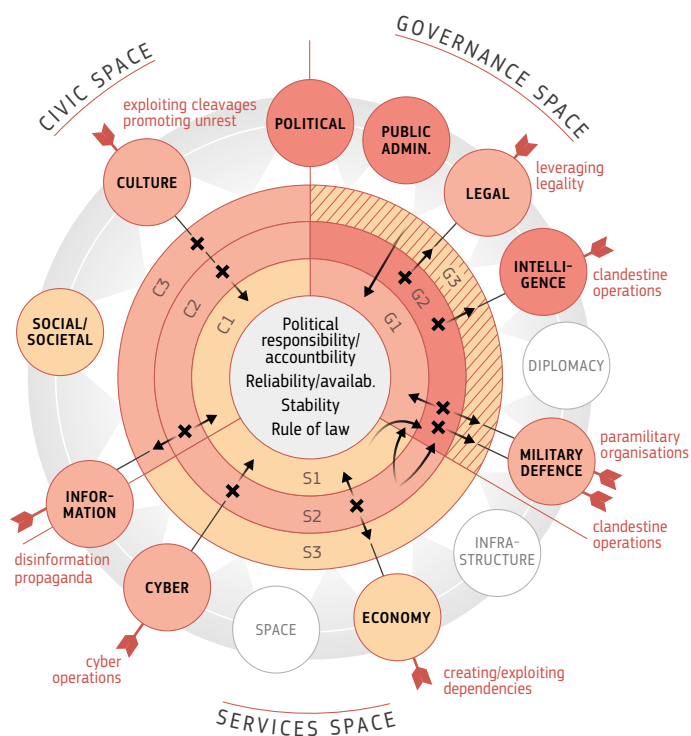 CIVIC SPACE
GOVERNANCE SPACE
exploiting cleavages
promoting unrest
POLITICAL
PUBLIC
ADMIN.
CULTURE
LEGAL
leveraging
legality
INTELLI-
GENCE
clandestine
operations
C3
C2
C1
G1
G2
G3
SOCIAL/
SOCIETAL
Political
responsibility/
accountbility
Reliability/availab.
Stability
Rule of law
DIPLOMACY
MILITARY
DEFENCE
paramilitary
organisations
clandestine
operations
S1
S2
S3
INFOR-
MATION
disinformation
propaganda
INFRA-
STRUCTURE
CYBER
cyber
operations
SPACE
ECONOMY
creating/exploiting
dependencies
SERVICES SPACE